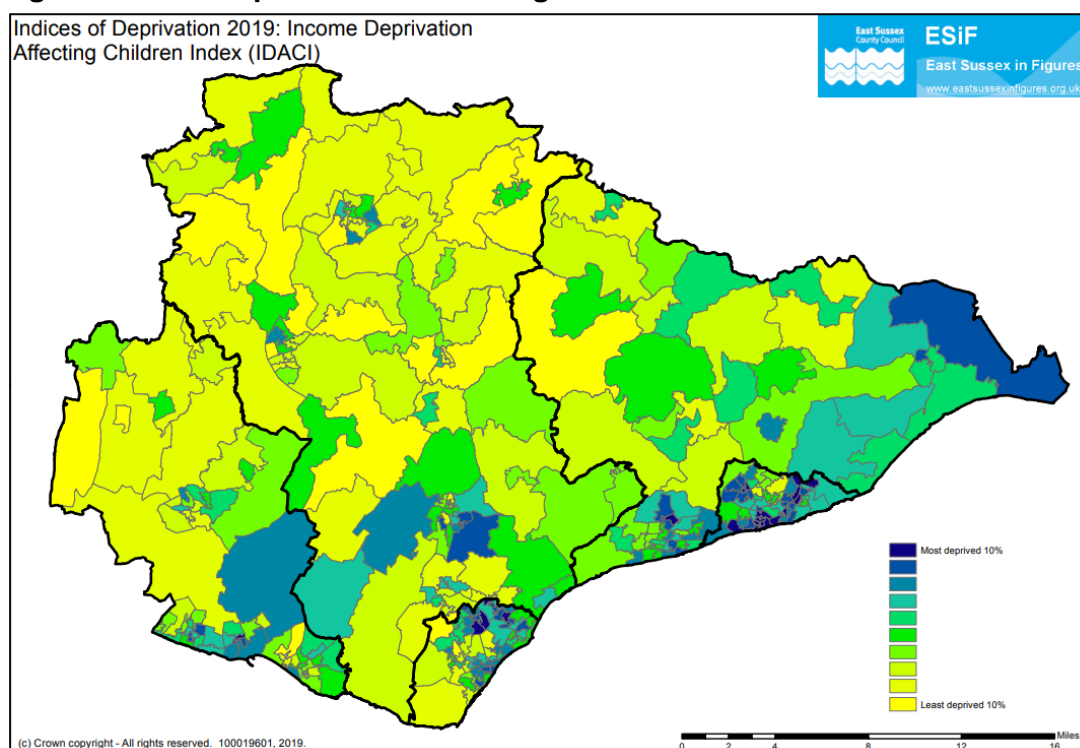 Indices of Deprivation 2019: Income Deprivation
Affecting Children Index (IDACI)
East Sussex
County Council
ESiF
East Sussex in Figures
www.eastsussexinfigures.org.uk
Most deprived 10%
Least deprived 10%
(c) Crown copyright - All rights reserved. 100019601, 2019.
Miles
0 2 4 8 12 16